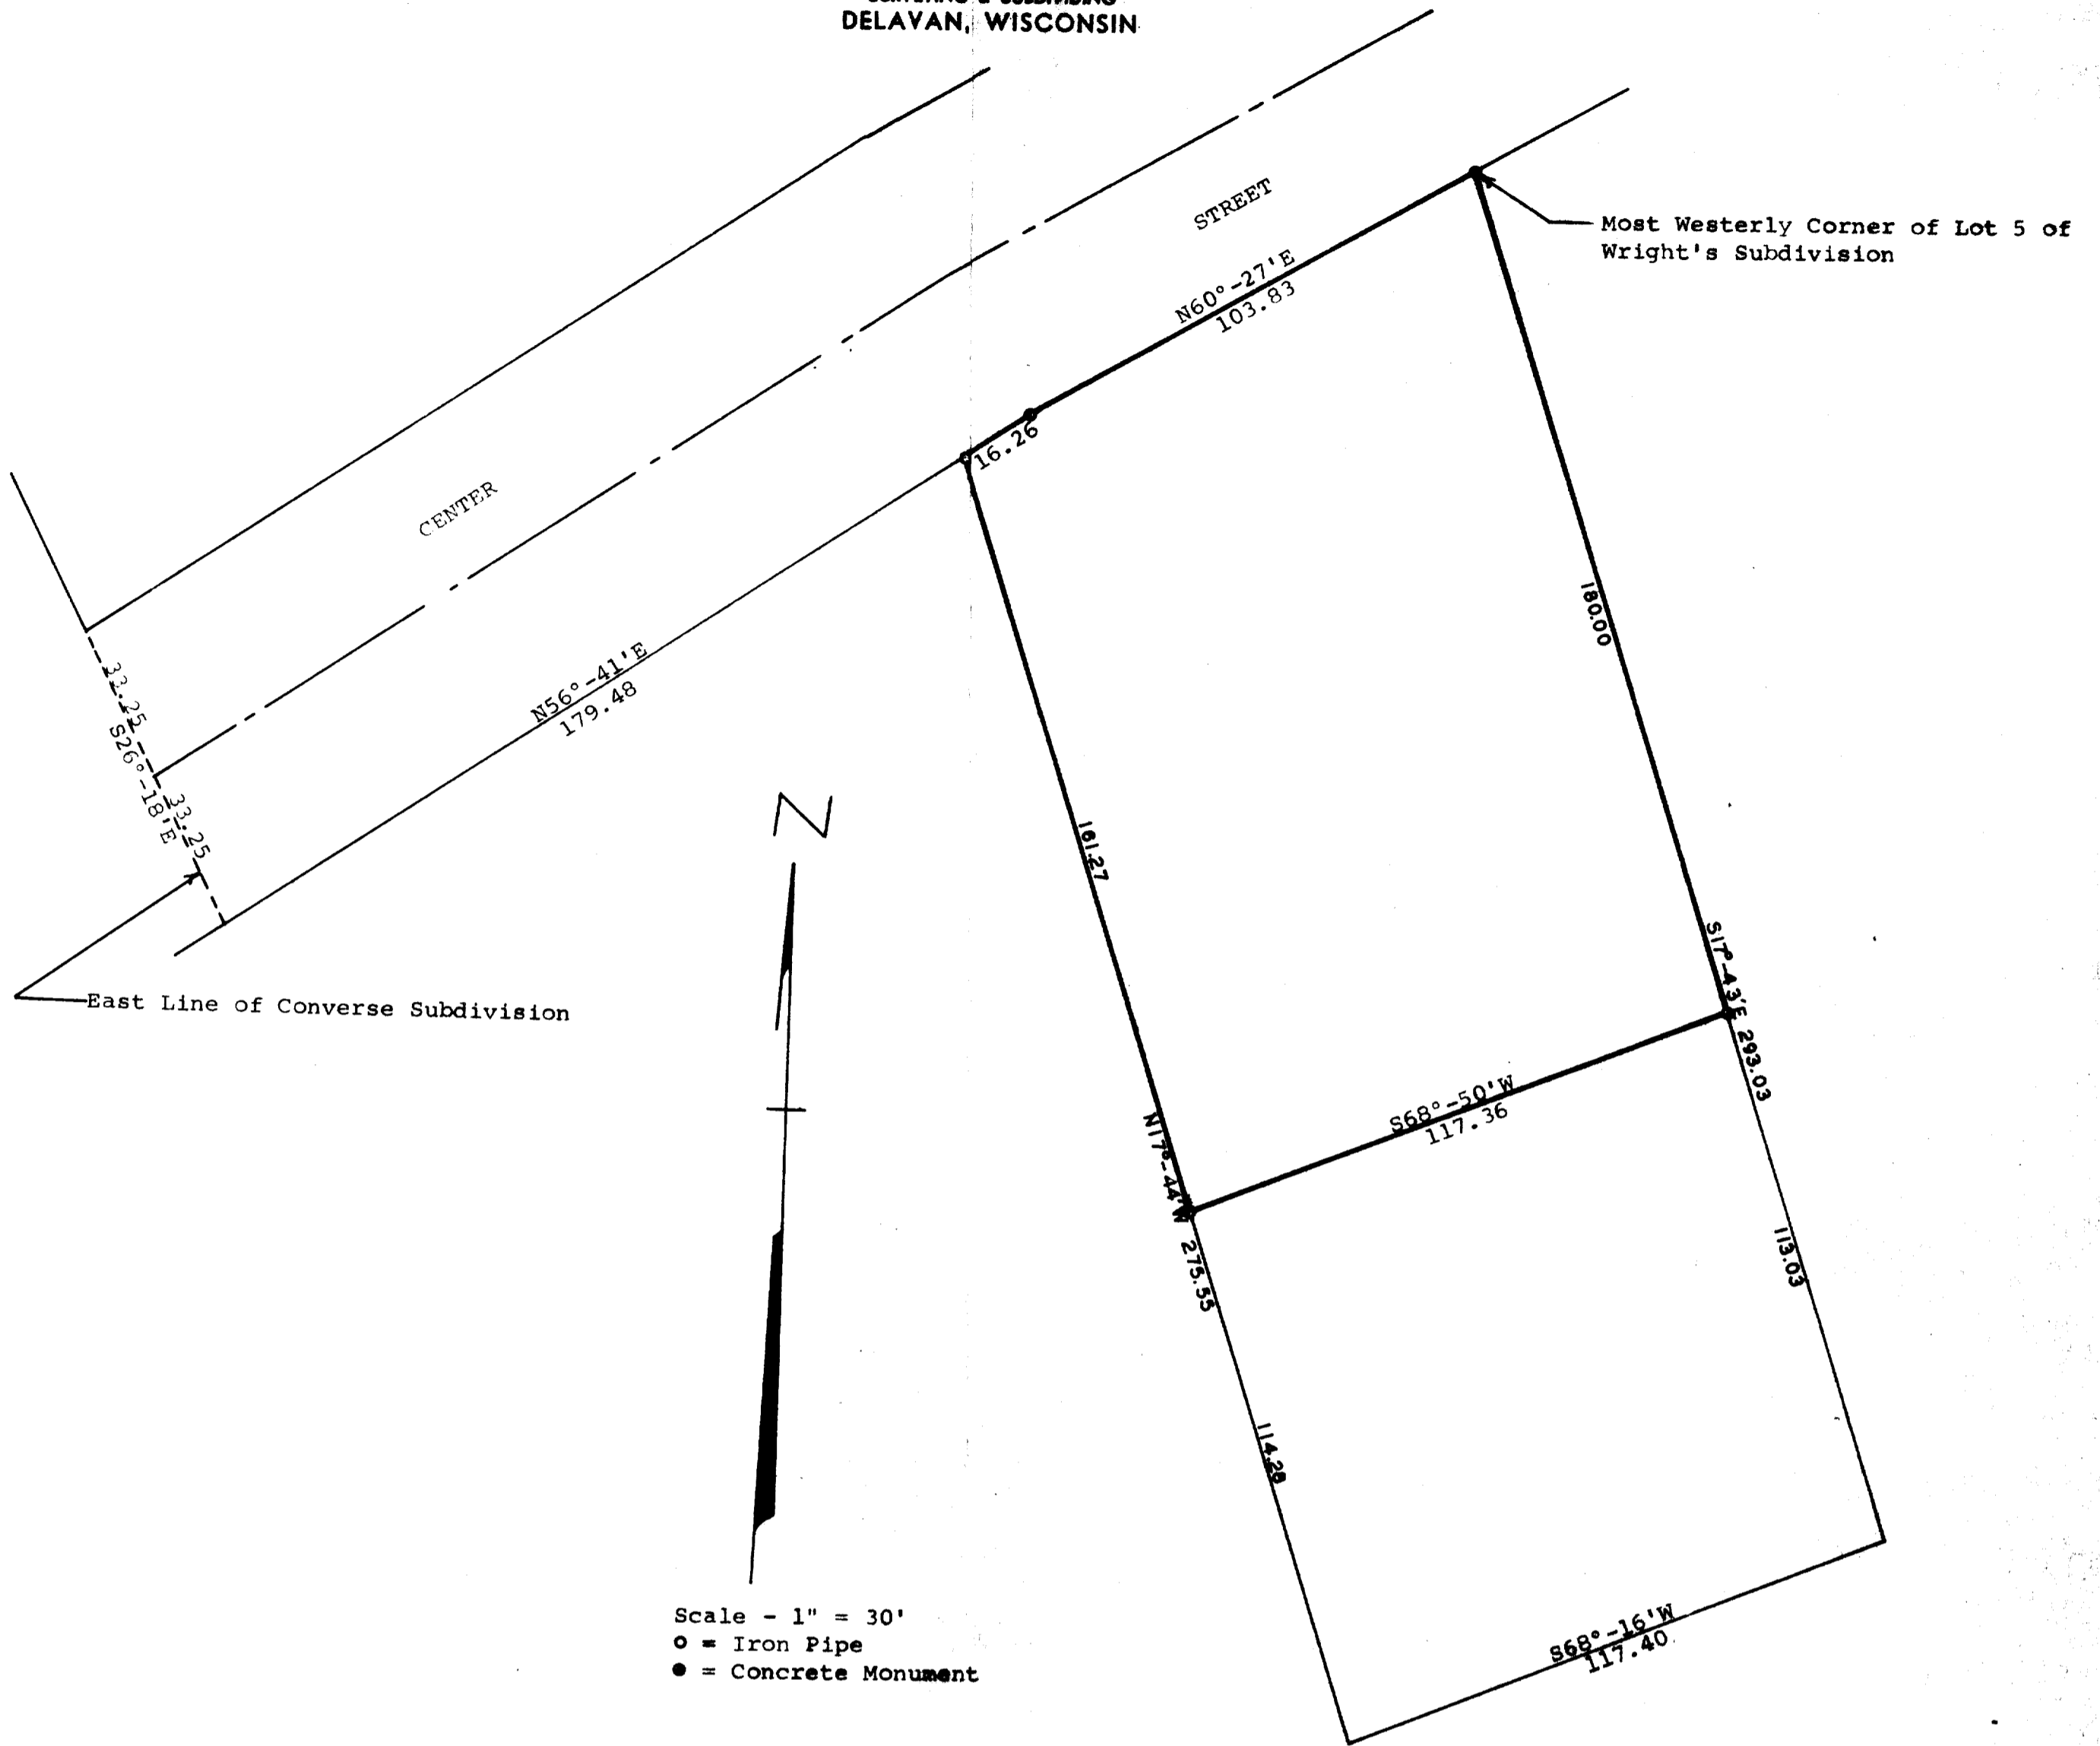 SURVEYING & SUBDIVIDING
DELAVAN, WISCONSIN
STREET
Most Westerly Corner of Lot 5 of
Wright's Subdivision
N60°-27'E
103.83
16.26
CENTER
180.00
N56°-41'E
179.48
33.25
S26°-18'E
33.25
N
161.27
S17°-43'E 293.03
East Line of Converse Subdivision
S68°-50'W
117.36
N17°-44'W 275.55
113.03
114.28
Scale - 1" = 30'
o = Iron Pipe
● = Concrete Monument
S68°-16'W
117.40